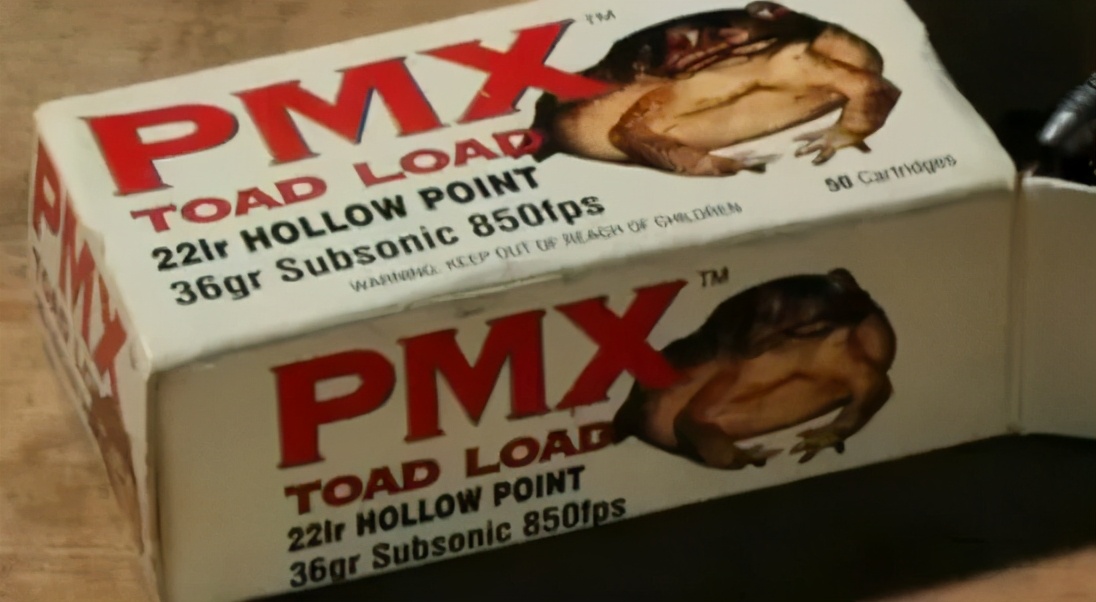 PMX™
TOAD LOAD
22lr HOLLOW POINT
36gr Subsonic 850fps
WARNING: KEEP OUT OF REACH OF CHILDREN
50 Cartridges
PMX™
TOAD LOAD
22lr HOLLOW POINT
36gr Subsonic 850fps
PMX